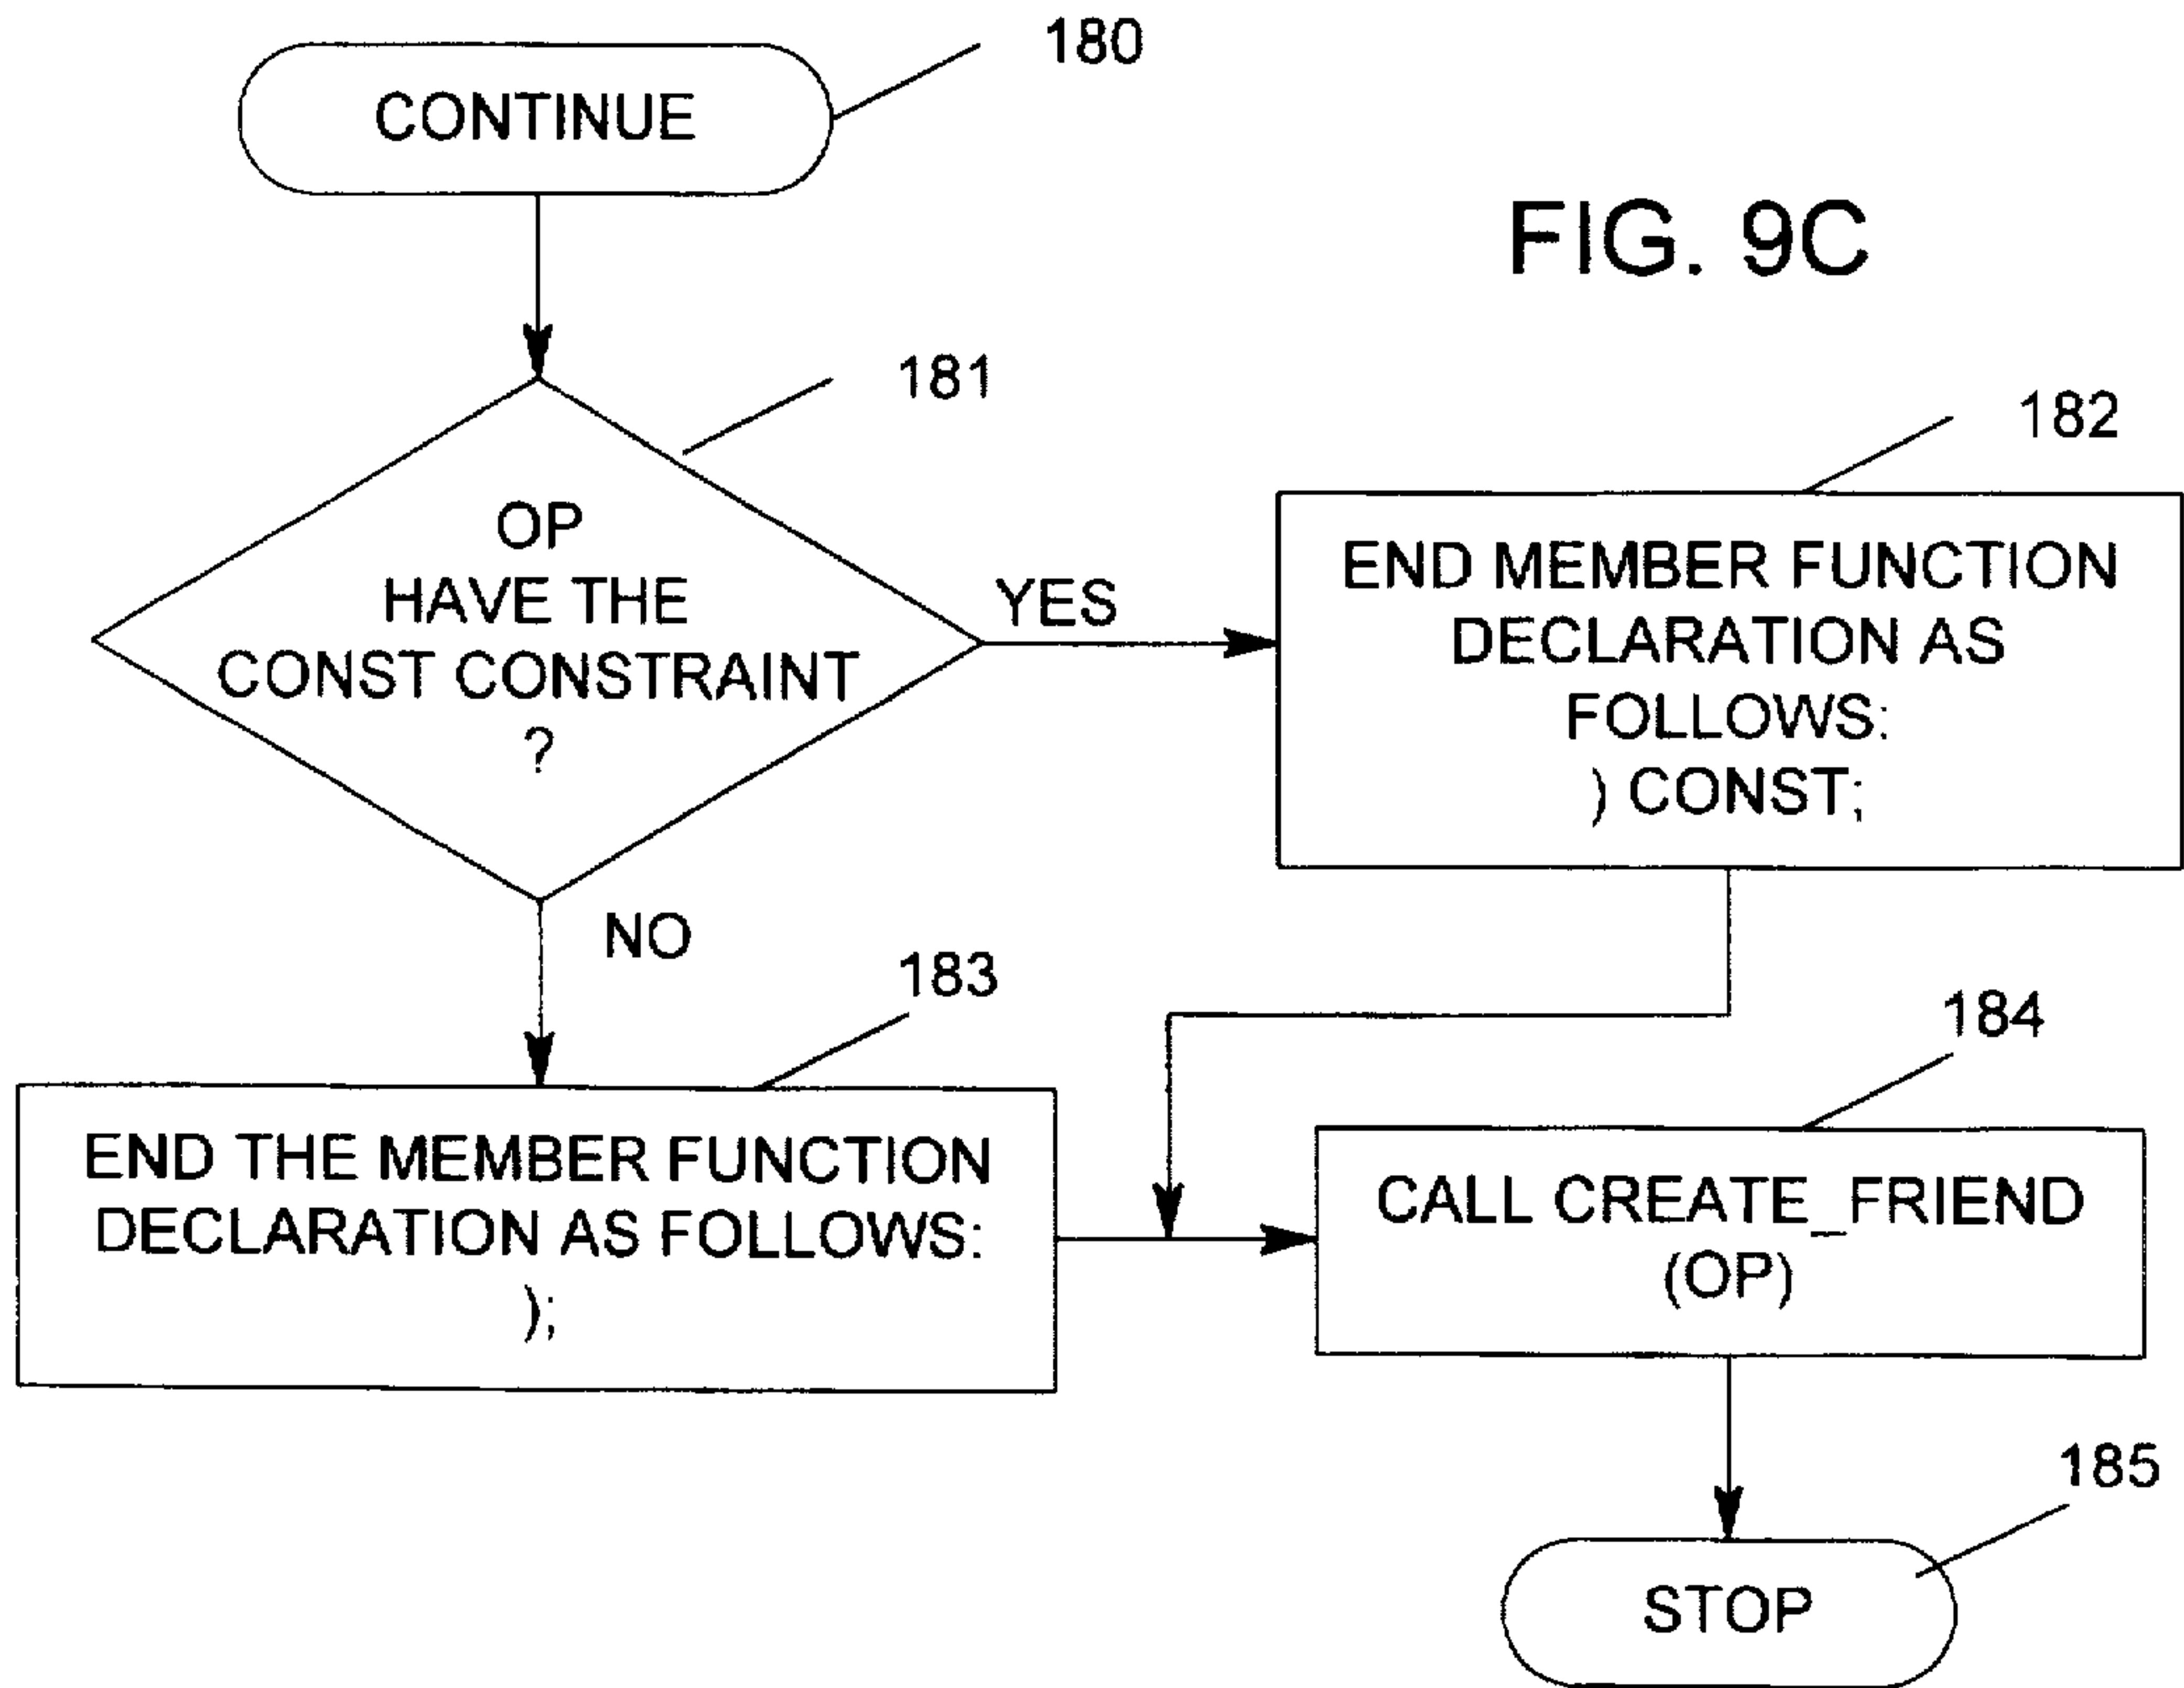 180
CONTINUE
FIG. 9C
181
OP
HAVE THE
CONST CONSTRAINT
?
YES
182
END MEMBER FUNCTION
DECLARATION AS
FOLLOWS:
) CONST;
NO
183
END THE MEMBER FUNCTION
DECLARATION AS FOLLOWS:
);
184
CALL CREATE_FRIEND
(OP)
185
STOP